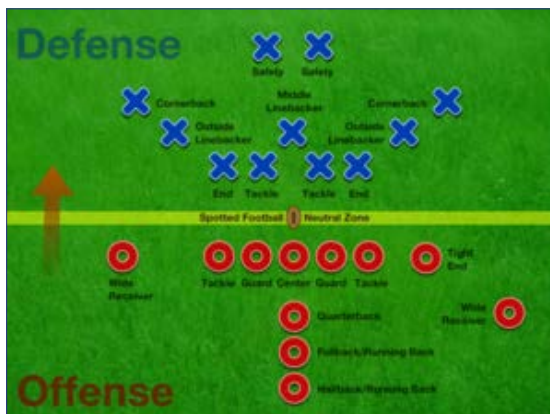 Defense
Safety Safety
Cornerback
Middle
Linebacker
Cornerback
Outside
Linebacker
Outside
Linebacker
End Tackle Tackle End
Spotted Football Neutral Zone
Wide
Receiver
Tackle Guard Center Guard Tackle
Tight
End
Quarterback
Wide
Receiver
Fullback/Running Back
Halfback/Running Back
Offense